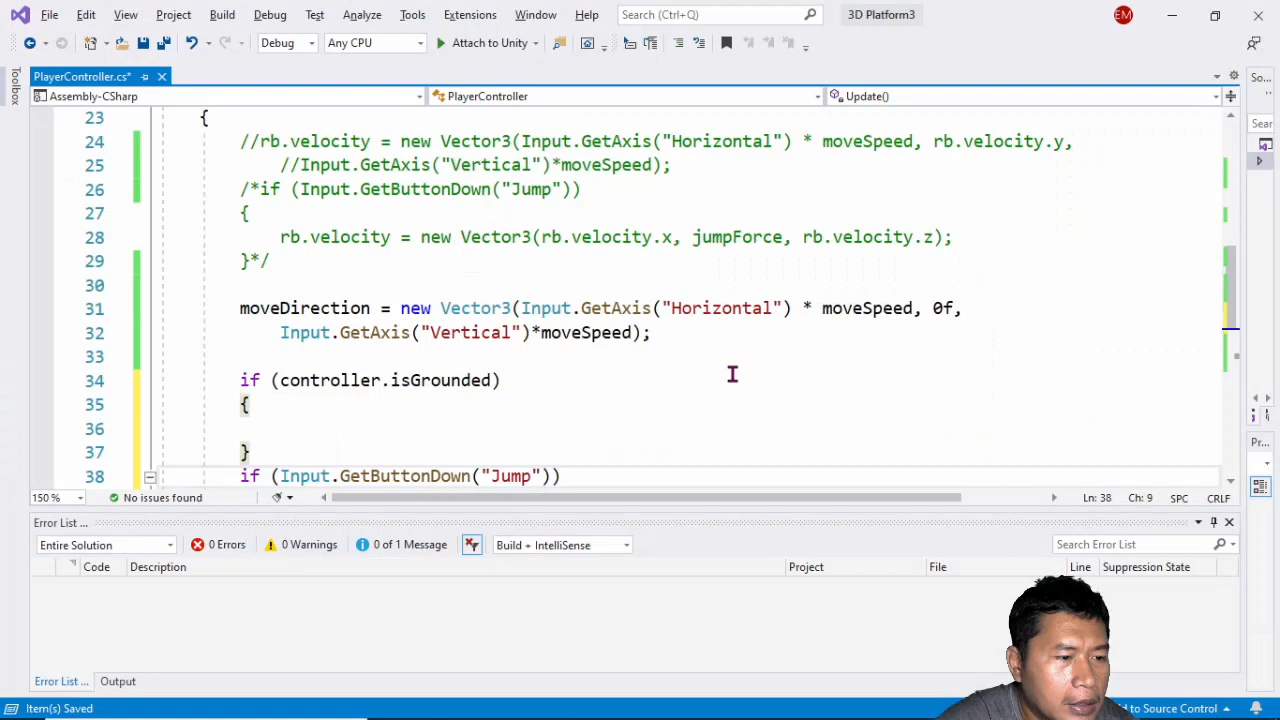 File Edit View Project Build Debug Test Analyze Tools Extensions Window Help Search (Ctrl+Q) 3D Platform3 EM
Debug Any CPU Attach to Unity
PlayerController.cs* So...
Assembly-CSharp PlayerController Update()
Toolbox
Sear
23 {
24 //rb.velocity = new Vector3(Input.GetAxis("Horizontal") * moveSpeed, rb.velocity.y,
25 //Input.GetAxis("Vertical")*moveSpeed);
26 /*if (Input.GetButtonDown("Jump"))
27 {
28 rb.velocity = new Vector3(rb.velocity.x, jumpForce, rb.velocity.z);
29 }*/
30
31 moveDirection = new Vector3(Input.GetAxis("Horizontal") * moveSpeed, 0f,
32 Input.GetAxis("Vertical")*moveSpeed);
33
34 if (controller.isGrounded)
35 {
36
37 }
38 if (Input.GetButtonDown("Jump"))
Pr...
150 % No issues found Ln: 38 Ch: 9 SPC CRLF
Error List ...
Entire Solution 0 Errors 0 Warnings 0 of 1 Message Build + IntelliSense Search Error List
Code Description Project File Line Suppression State
Error List ... Output
Item(s) Saved d to Source Control